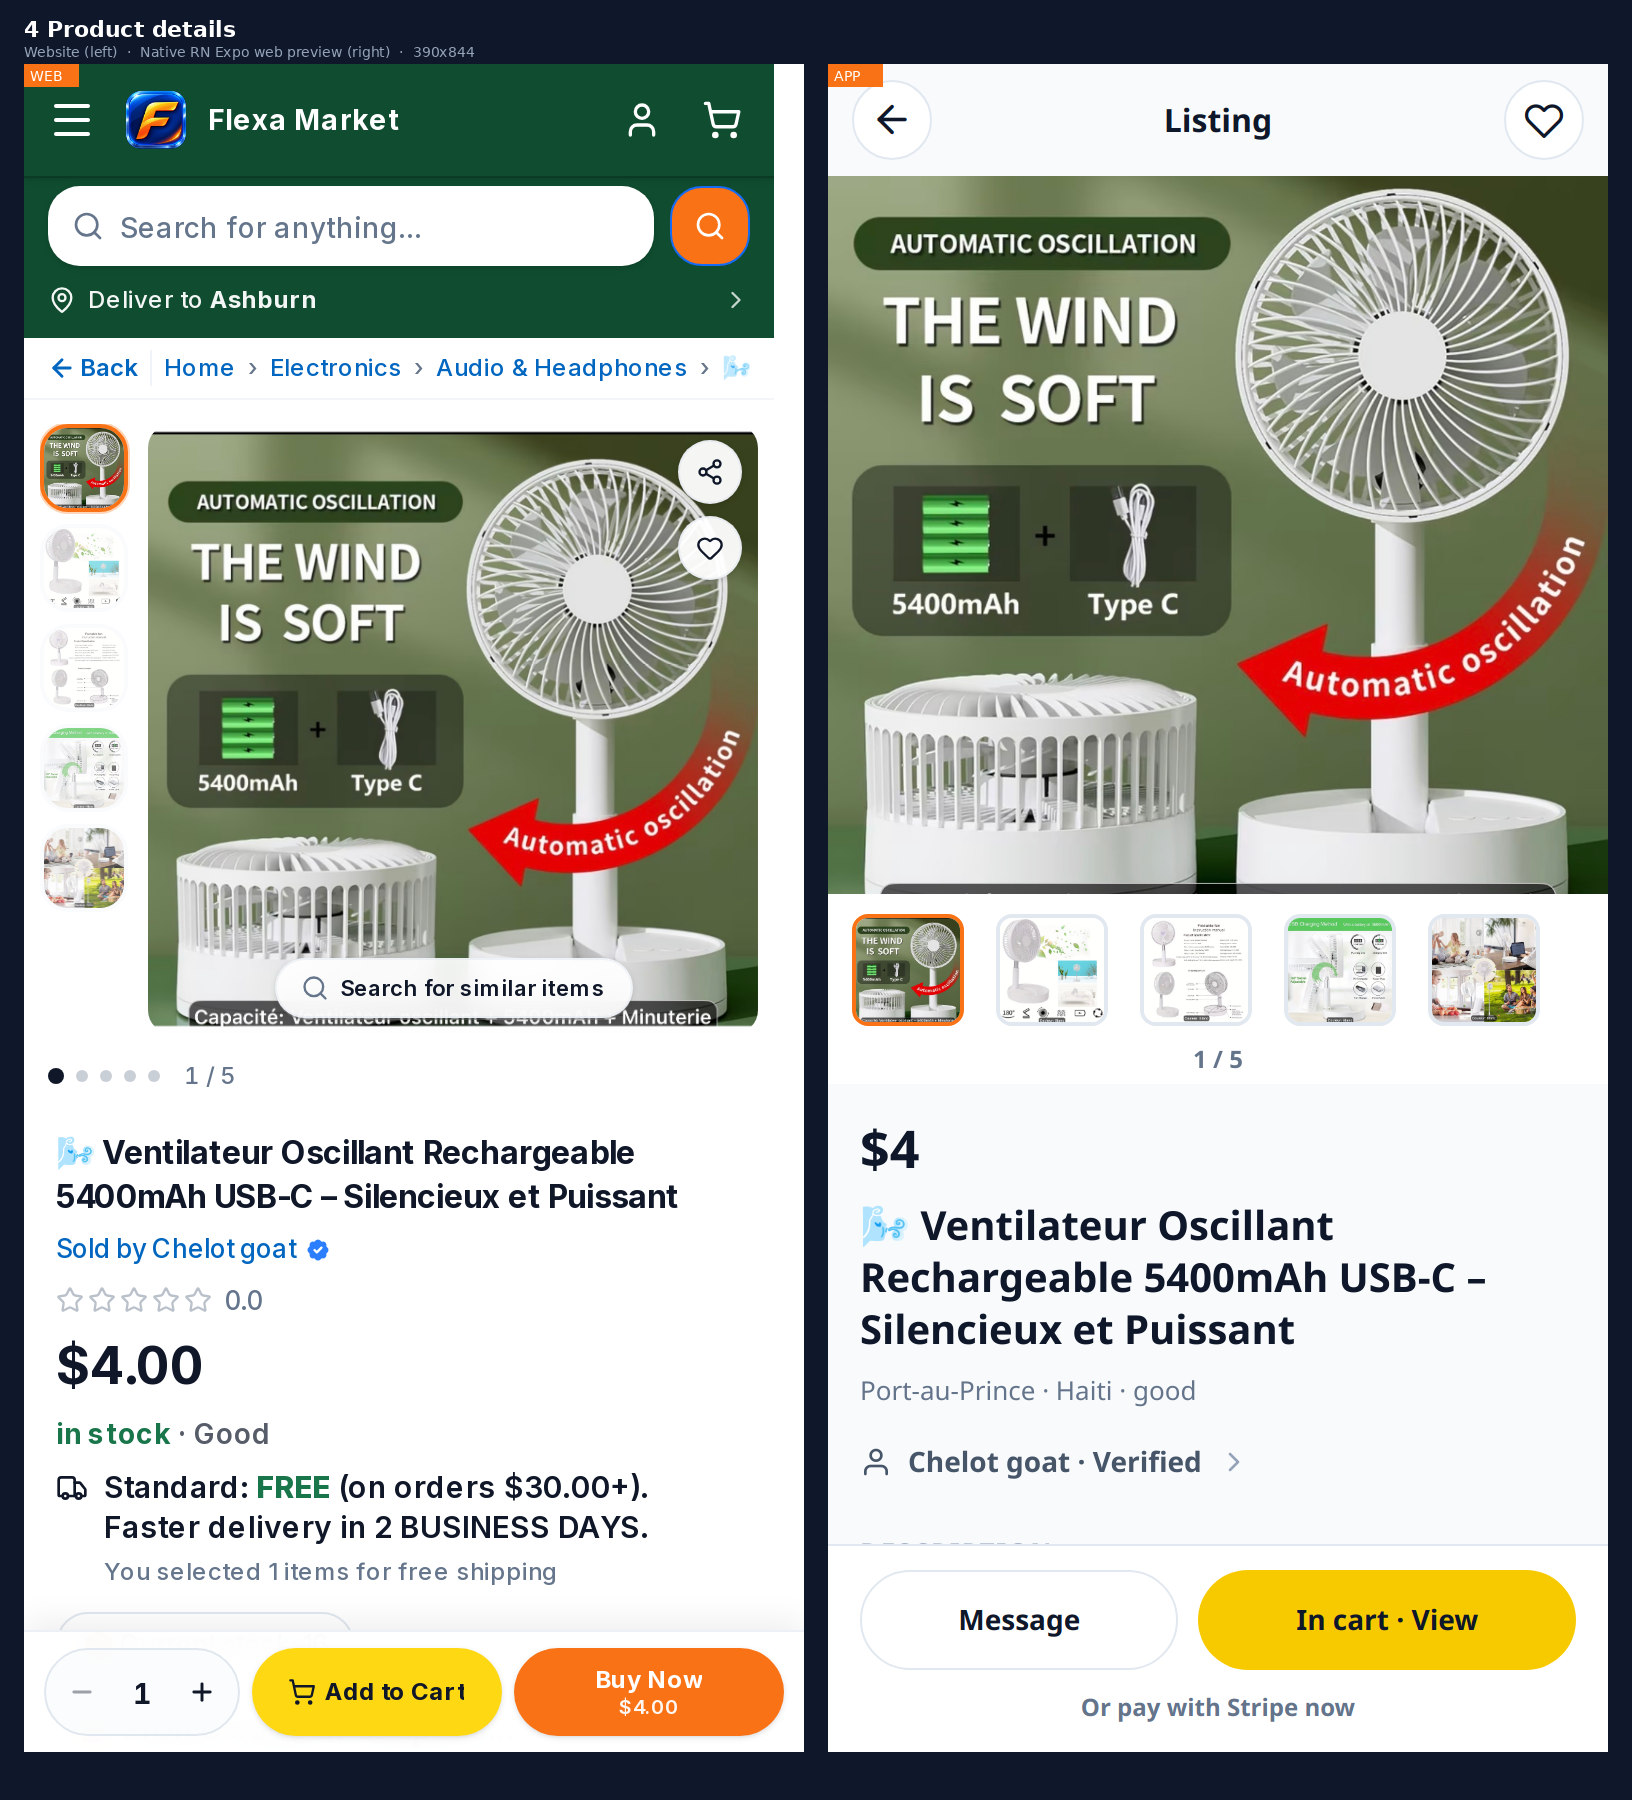 4 Product details
Website (left) · Native RN Expo web preview (right) · 390x844
WEB
Flexa Market
Search for anything...
Deliver to Ashburn
Back
Home › Electronics › Audio & Headphones ›
AUTOMATIC OSCILLATION
THE WIND
IS SOFT
5400mAh + Type C
Automatic oscillation
Search for similar items
Capacité: Ventilateur oscillant + 5400mAh + Minuterie
1 / 5
🌬️ Ventilateur Oscillant Rechargeable
5400mAh USB-C – Silencieux et Puissant
Sold by Chelot goat
0.0
$4.00
in stock · Good
Standard: FREE (on orders $30.00+).
Faster delivery in 2 BUSINESS DAYS.
You selected 1 items for free shipping
1
Add to Cart
Buy Now
$4.00
APP
Listing
AUTOMATIC OSCILLATION
THE WIND
IS SOFT
5400mAh + Type C
Automatic oscillation
1 / 5
$4
🌬️ Ventilateur Oscillant
Rechargeable 5400mAh USB-C –
Silencieux et Puissant
Port-au-Prince · Haiti · good
Chelot goat · Verified
Message
In cart · View
Or pay with Stripe now